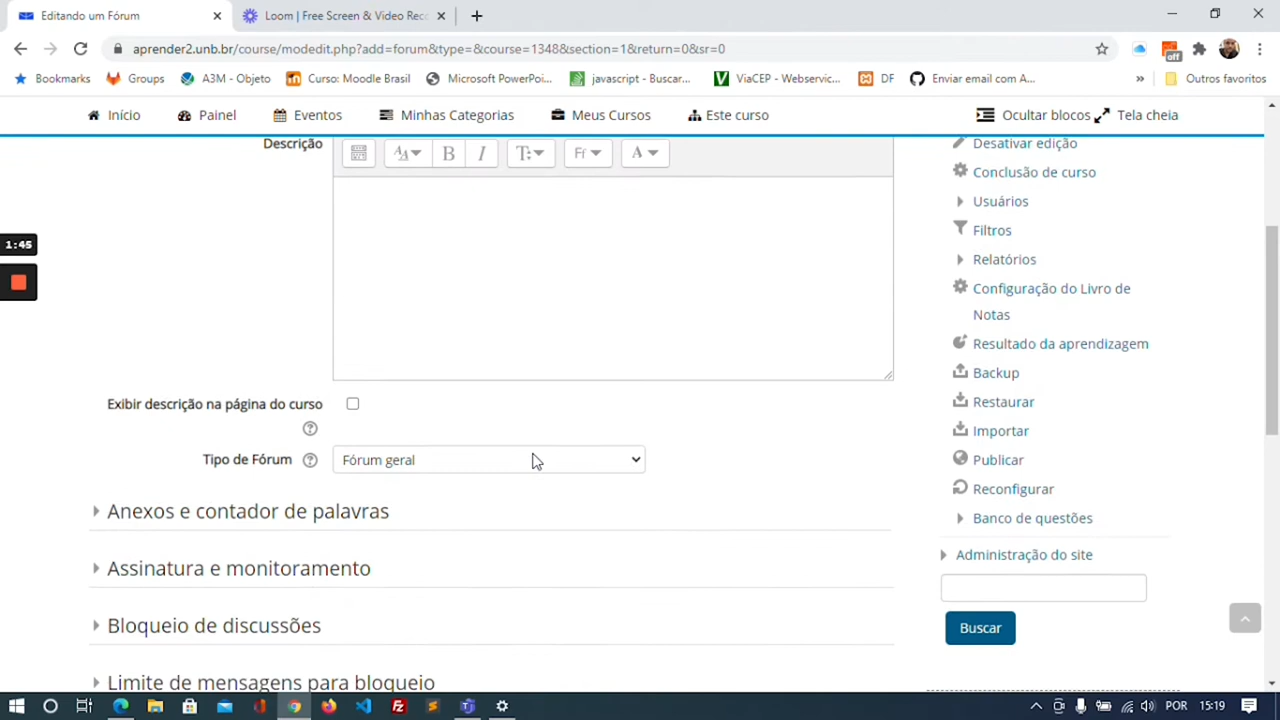 Editando um Fórum
Loom | Free Screen & Video Rec
aprender2.unb.br/course/modedit.php?add=forum&type=&course=1348&section=1&return=0&sr=0
off
Bookmarks
Groups
A3M - Objeto
Curso: Moodle Brasil
Microsoft PowerPoi...
javascript - Buscar...
ViaCEP - Webservic...
DF
Enviar email com A...
»
Outros favoritos
Início
Painel
Eventos
Minhas Categorias
Meus Cursos
Este curso
Ocultar blocos
Tela cheia
Descrição
B
I
T:
Ff
A
1:45
Exibir descrição na página do curso
Tipo de Fórum
Fórum geral
Anexos e contador de palavras
Assinatura e monitoramento
Bloqueio de discussões
Limite de mensagens para bloqueio
Desativar edição
Conclusão de curso
Usuários
Filtros
Relatórios
Configuração do Livro de
Notas
Resultado da aprendizagem
Backup
Restaurar
Importar
Publicar
Reconfigurar
Banco de questões
Administração do site
Buscar
POR
15:19